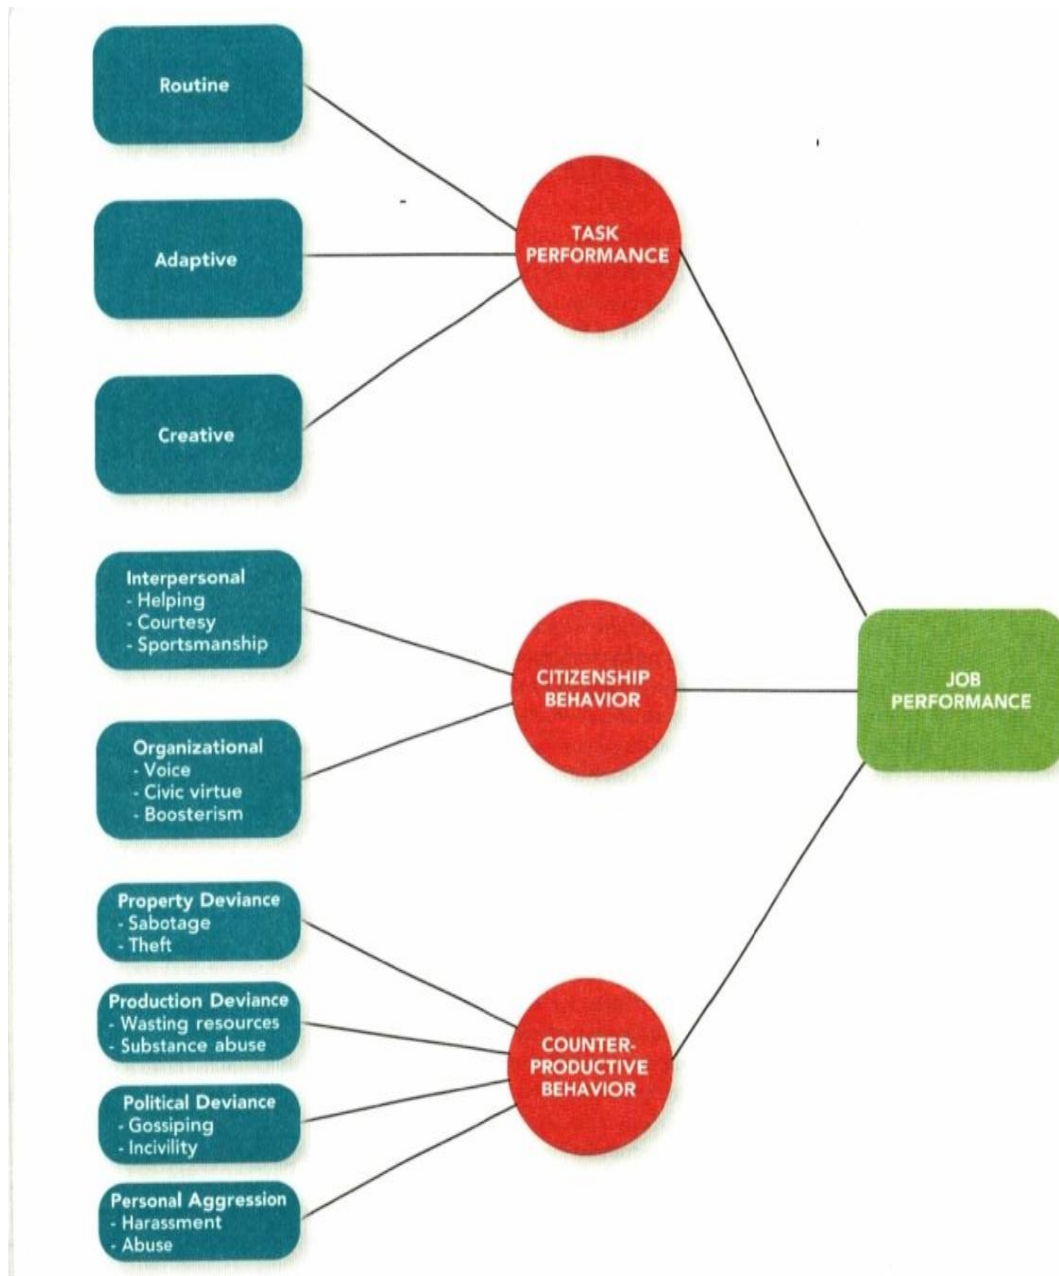 Routine
Adaptive
Creative
TASK
PERFORMANCE
Interpersonal
- Helping
- Courtesy
- Sportsmanship
Organizational
- Voice
- Civic virtue
- Boosterism
CITIZENSHIP
BEHAVIOR
Property Deviance
- Sabotage
- Theft
Production Deviance
- Wasting resources
- Substance abuse
Political Deviance
- Gossiping
- Incivility
Personal Aggression
- Harassment
- Abuse
COUNTER-
PRODUCTIVE
BEHAVIOR
JOB
PERFORMANCE